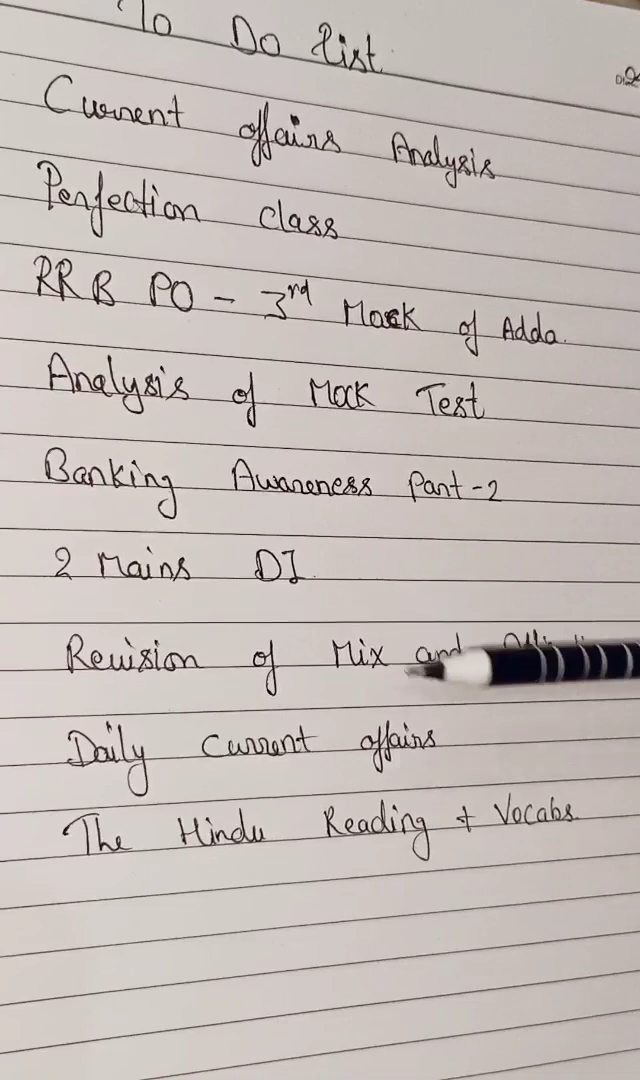 To Do List
Current affairs Analysis
Perfection class
RRB PO - 3rd Mock of Adda.
Analysis of Mock Test
Banking Awareness Part-2
2 Mains DI
Revision of Mix and
Daily Current affairs
The Hindu Reading + Vocabs.